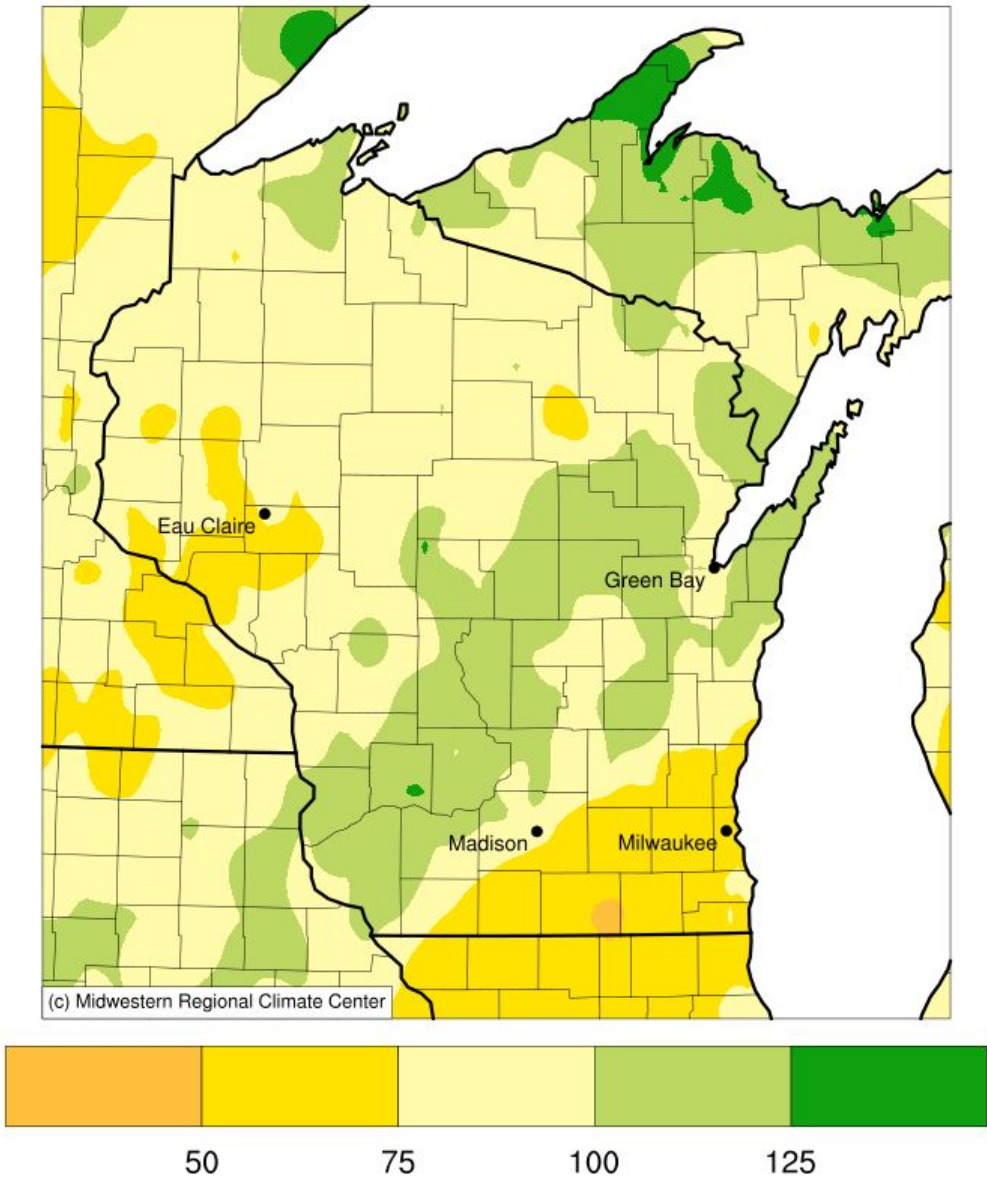 Eau Claire
Green Bay
Madison
Milwaukee
(c) Midwestern Regional Climate Center
50 75 100 125